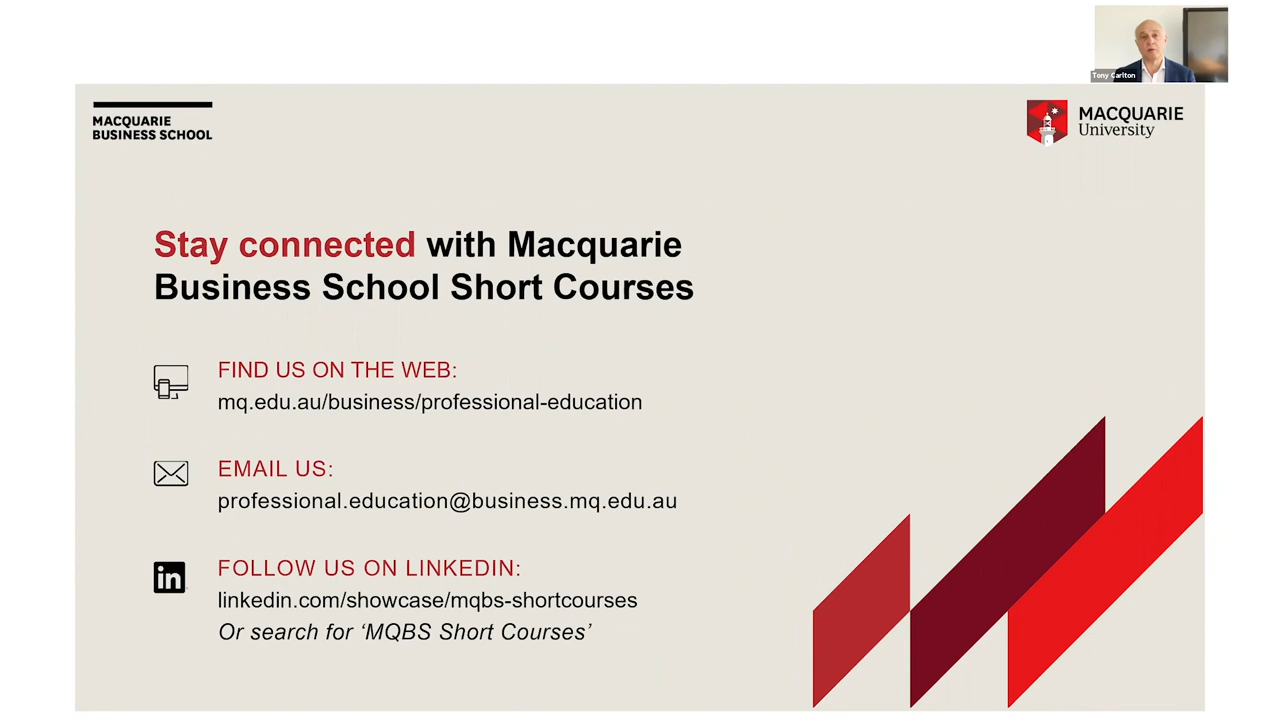 Tony Carlton
MACQUARIE
BUSINESS SCHOOL
MACQUARIE
University
Stay connected with Macquarie
Business School Short Courses
FIND US ON THE WEB:
mq.edu.au/business/professional-education
EMAIL US:
professional.education@business.mq.edu.au
in
FOLLOW US ON LINKEDIN:
linkedin.com/showcase/mqbs-shortcourses
Or search for ‘MQBS Short Courses’